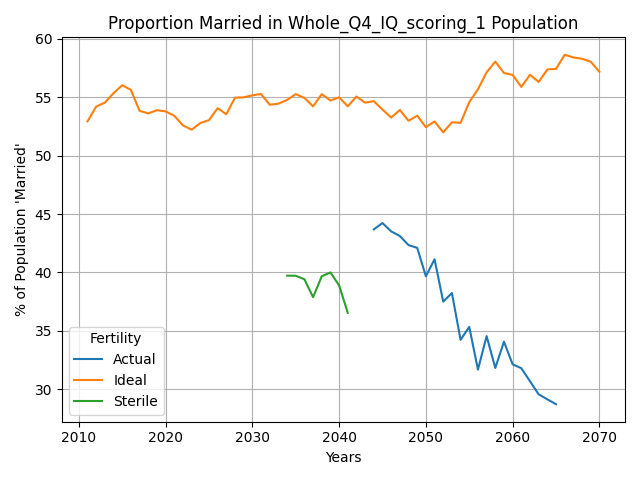 Proportion Married in Whole_Q4_IQ_scoring_1 Population
% of Population 'Married'
60
55
50
45
40
35
30
Fertility
Actual
Ideal
Sterile
2010 2020 2030 2040 2050 2060 2070
Years